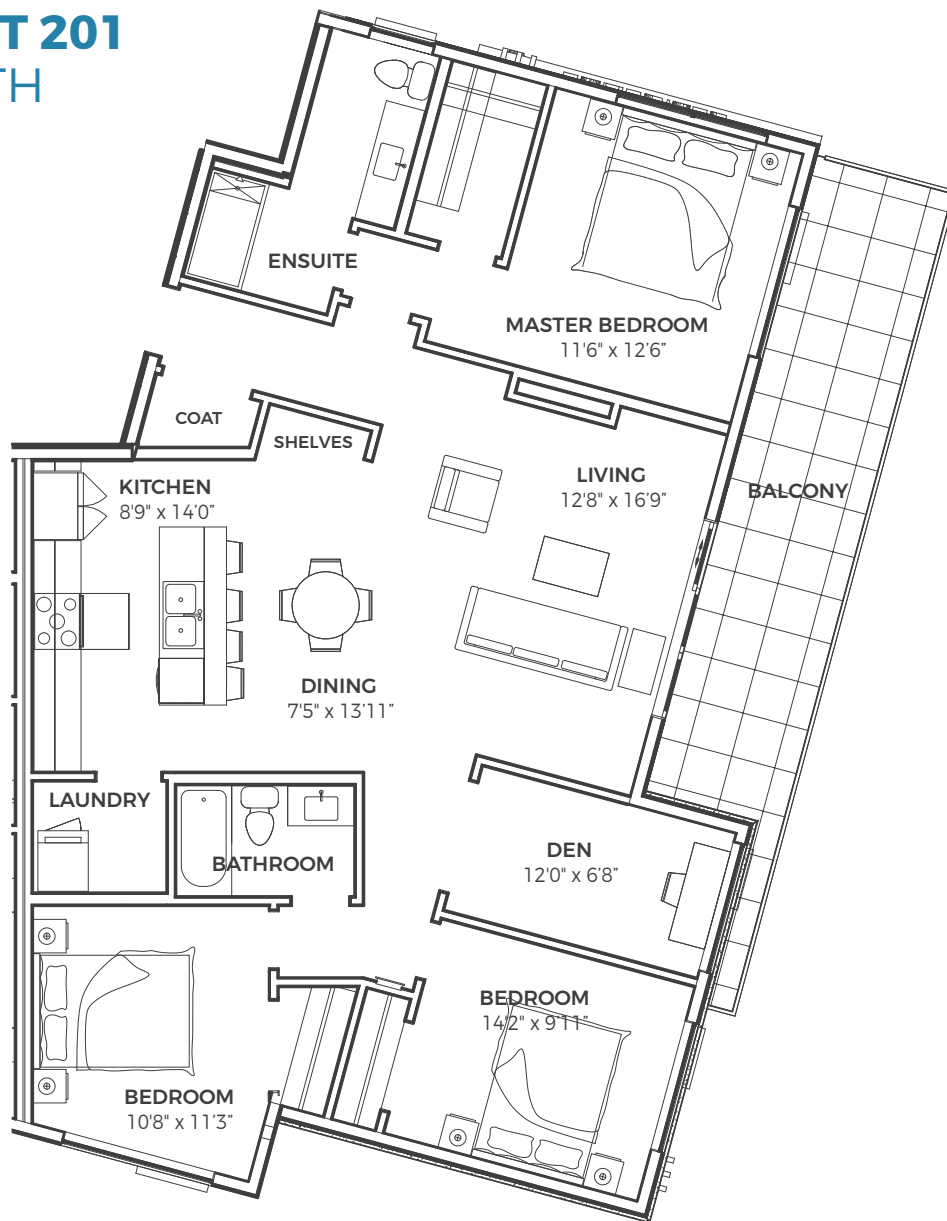 T 201
TH
ENSUITE
MASTER BEDROOM
11'6" x 12'6"
COAT
SHELVES
KITCHEN
8'9" x 14'0"
LIVING
12'8" x 16'9"
BALCONY
DINING
7'5" x 13'11"
LAUNDRY
BATHROOM
DEN
12'0" x 6'8"
BEDROOM
14'2" x 9'11"
BEDROOM
10'8" x 11'3"